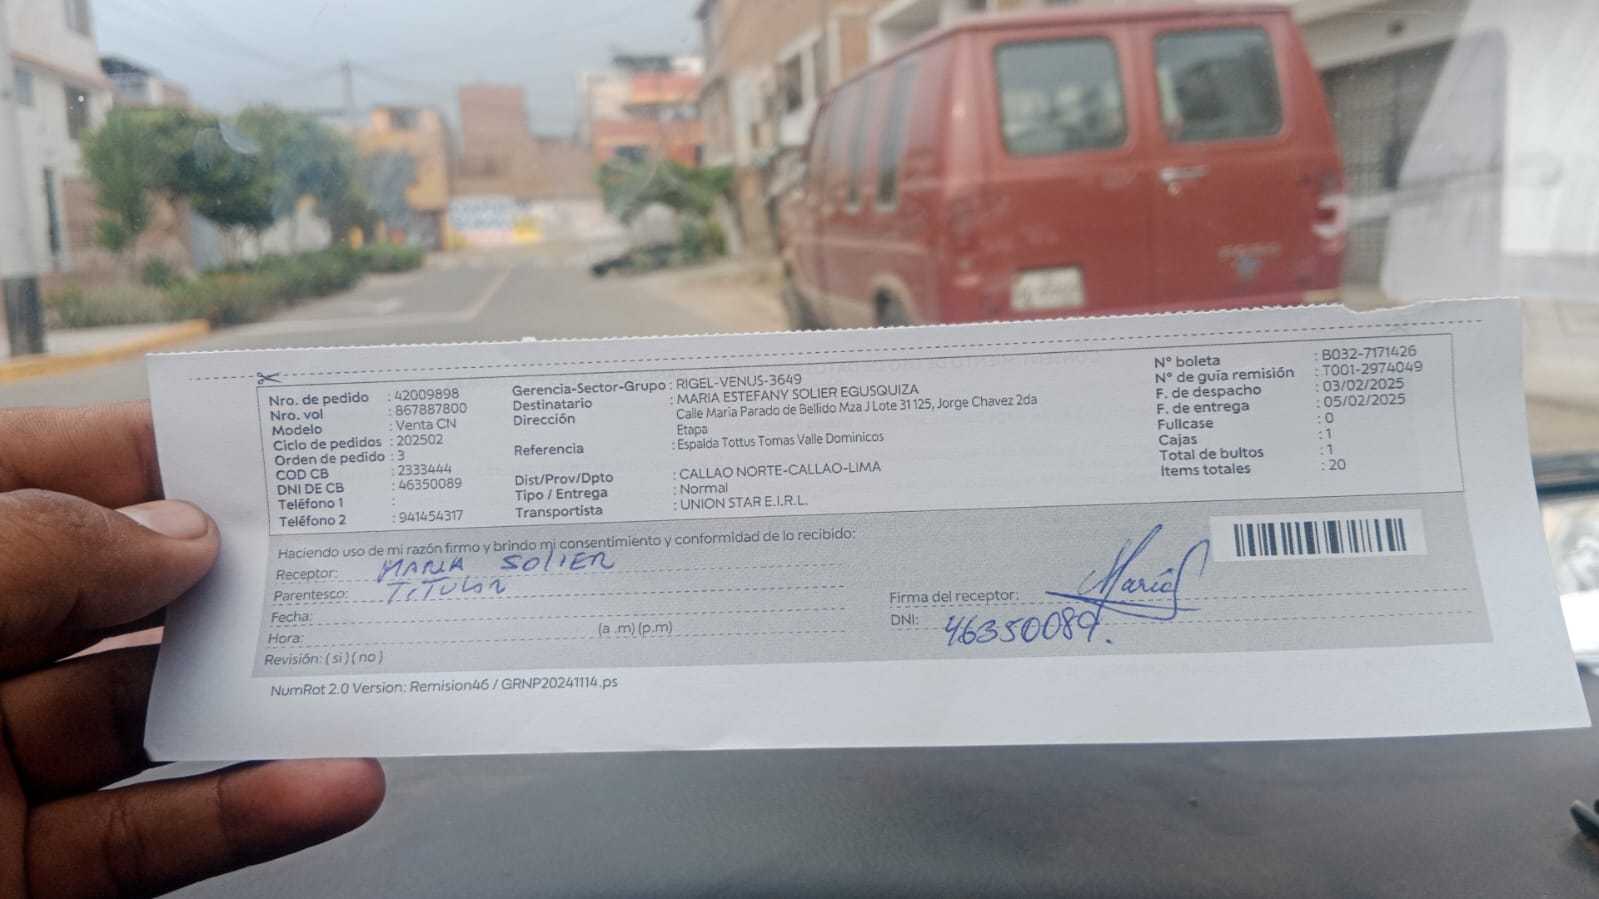 Nro. de pedido : 42009898
Nro. vol : 867887800
Modelo : Venta CN
Ciclo de pedidos : 202502
Orden de pedido : 3
COD CB : 2333444
DNI DE CB : 46350089
Teléfono 1 :
Teléfono 2 : 941454317
Gerencia-Sector-Grupo : RIGEL-VENUS-3649
Destinatario : MARIA ESTEFANY SOLIER EGUSQUIZA
Dirección : Calle María Parado de Bellido Mza J Lote 31 125, Jorge Chavez 2da
Etapa
Referencia : Espalda Tottus Tomas Valle Dominicos
Dist/Prov/Dpto : CALLAO NORTE-CALLAO-LIMA
Tipo / Entrega : Normal
Transportista : UNION STAR E.I.R.L.
N° boleta : B032-7171426
N° de guía remisión : T001-2974049
F. de despacho : 03/02/2025
F. de entrega : 05/02/2025
Fullcase : 0
Cajas : 1
Total de bultos : 1
Items totales : 20
Haciendo uso de mi razón firmo y brindo mi consentimiento y conformidad de lo recibido:
Receptor: MARIA SOLIER
Parentesco: TITULAR
Fecha:
Hora: (a .m) (p.m)
Revisión: ( si ) ( no )
Firma del receptor: MariaS
DNI: 46350089.
NumRot 2.0 Version: Remision46 / GRNP20241114.ps